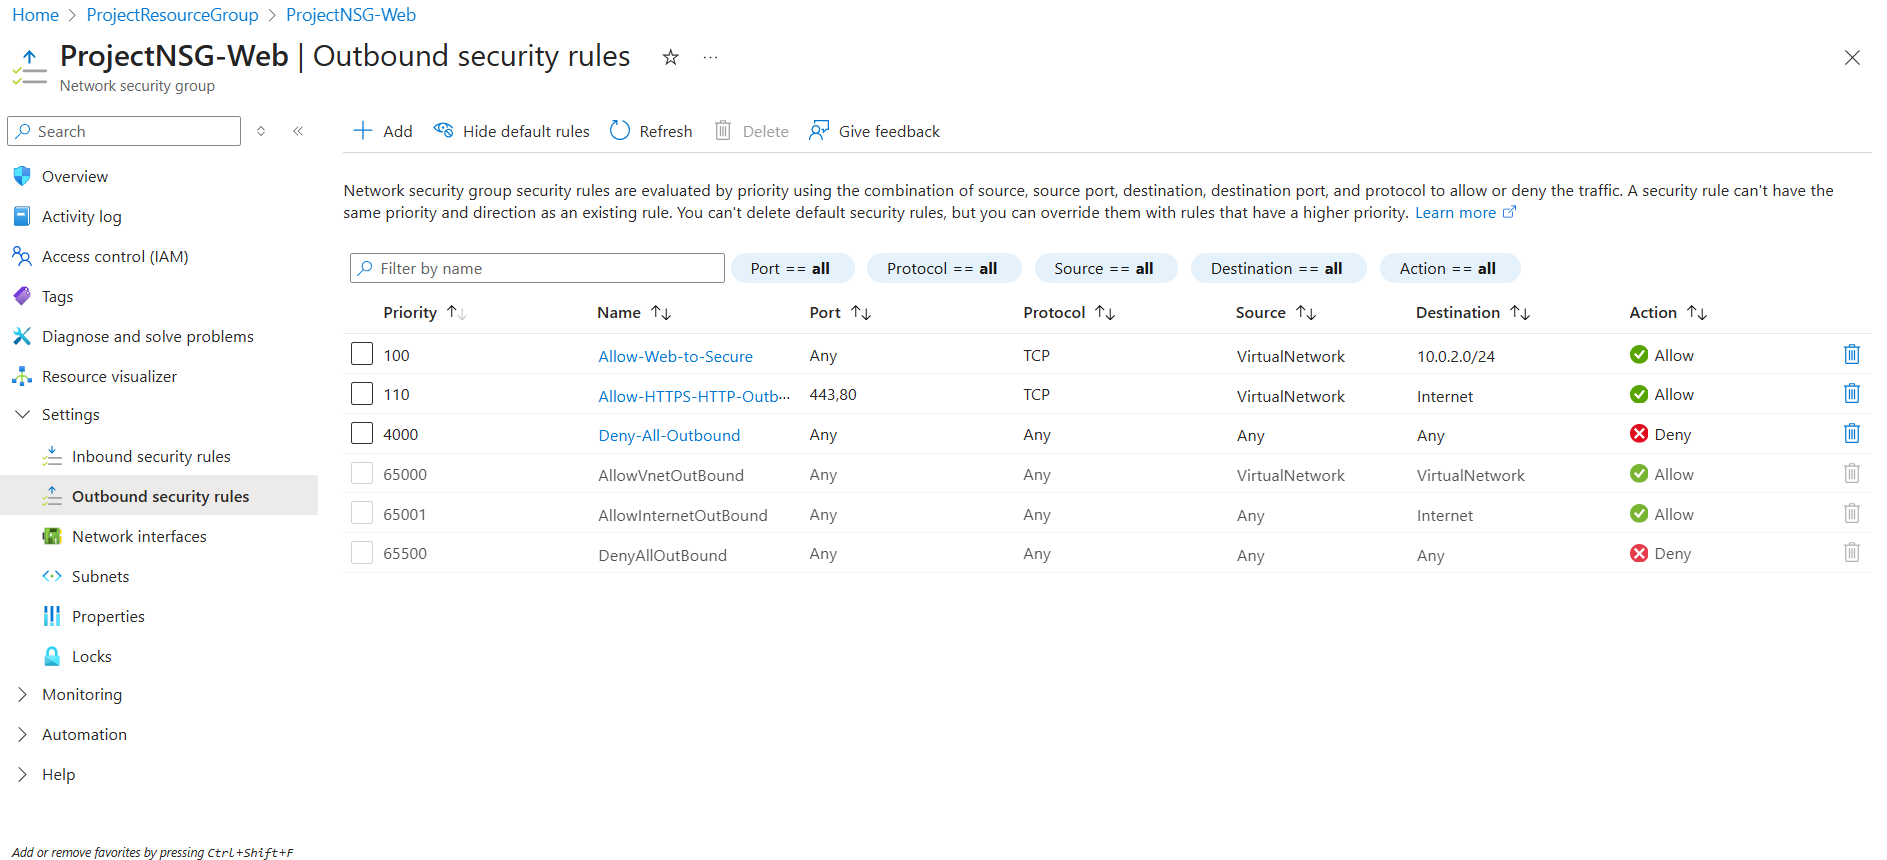 Home > ProjectResourceGroup > ProjectNSG-Web
ProjectNSG-Web | Outbound security rules
Network security group
Search
Overview
Activity log
Access control (IAM)
Tags
Diagnose and solve problems
Resource visualizer
Settings
Inbound security rules
Outbound security rules
Network interfaces
Subnets
Properties
Locks
Monitoring
Automation
Help
Add or remove favorites by pressing Ctrl+Shift+F
Add Hide default rules Refresh Delete Give feedback
Network security group security rules are evaluated by priority using the combination of source, source port, destination, destination port, and protocol to allow or deny the traffic. A security rule can't have the
same priority and direction as an existing rule. You can't delete default security rules, but you can override them with rules that have a higher priority. Learn more
Filter by name Port == all Protocol == all Source == all Destination == all Action == all
Priority Name Port Protocol Source Destination Action
100 Allow-Web-to-Secure Any TCP VirtualNetwork 10.0.2.0/24 Allow
110 Allow-HTTPS-HTTP-Outb··· 443,80 TCP VirtualNetwork Internet Allow
4000 Deny-All-Outbound Any Any Any Any Deny
65000 AllowVnetOutBound Any Any VirtualNetwork VirtualNetwork Allow
65001 AllowInternetOutBound Any Any Any Internet Allow
65500 DenyAllOutBound Any Any Any Any Deny